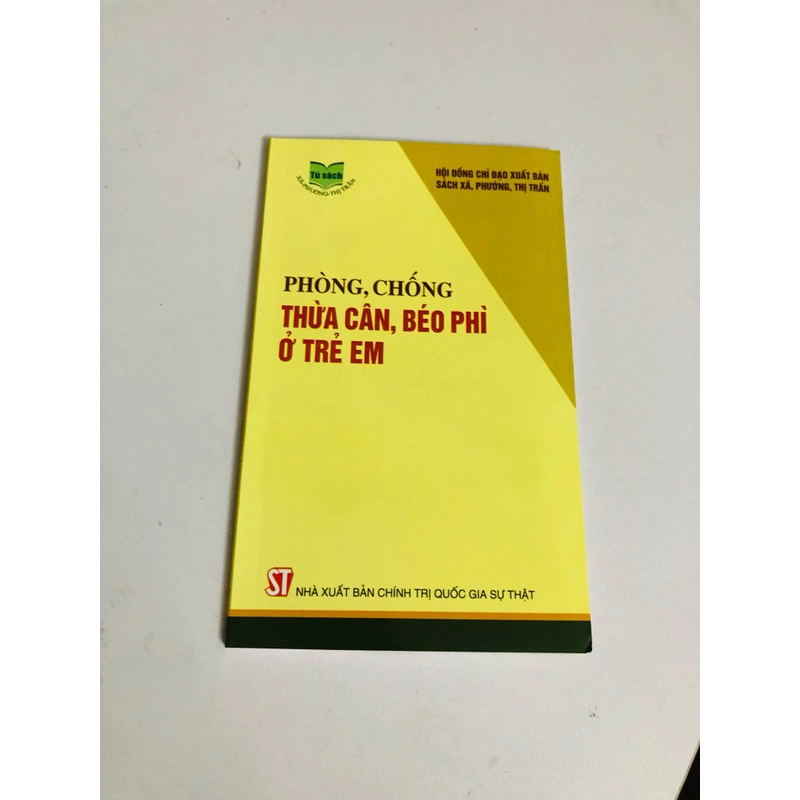 Tủ sách
XÃ-PHƯỜNG-THỊ TRẤN
HỘI ĐỒNG CHỈ ĐẠO XUẤT BẢN
SÁCH XÃ, PHƯỜNG, THỊ TRẤN
PHÒNG, CHỐNG
THỪA CÂN, BÉO PHÌ
Ở TRẺ EM
ST NHÀ XUẤT BẢN CHÍNH TRỊ QUỐC GIA SỰ THẬT